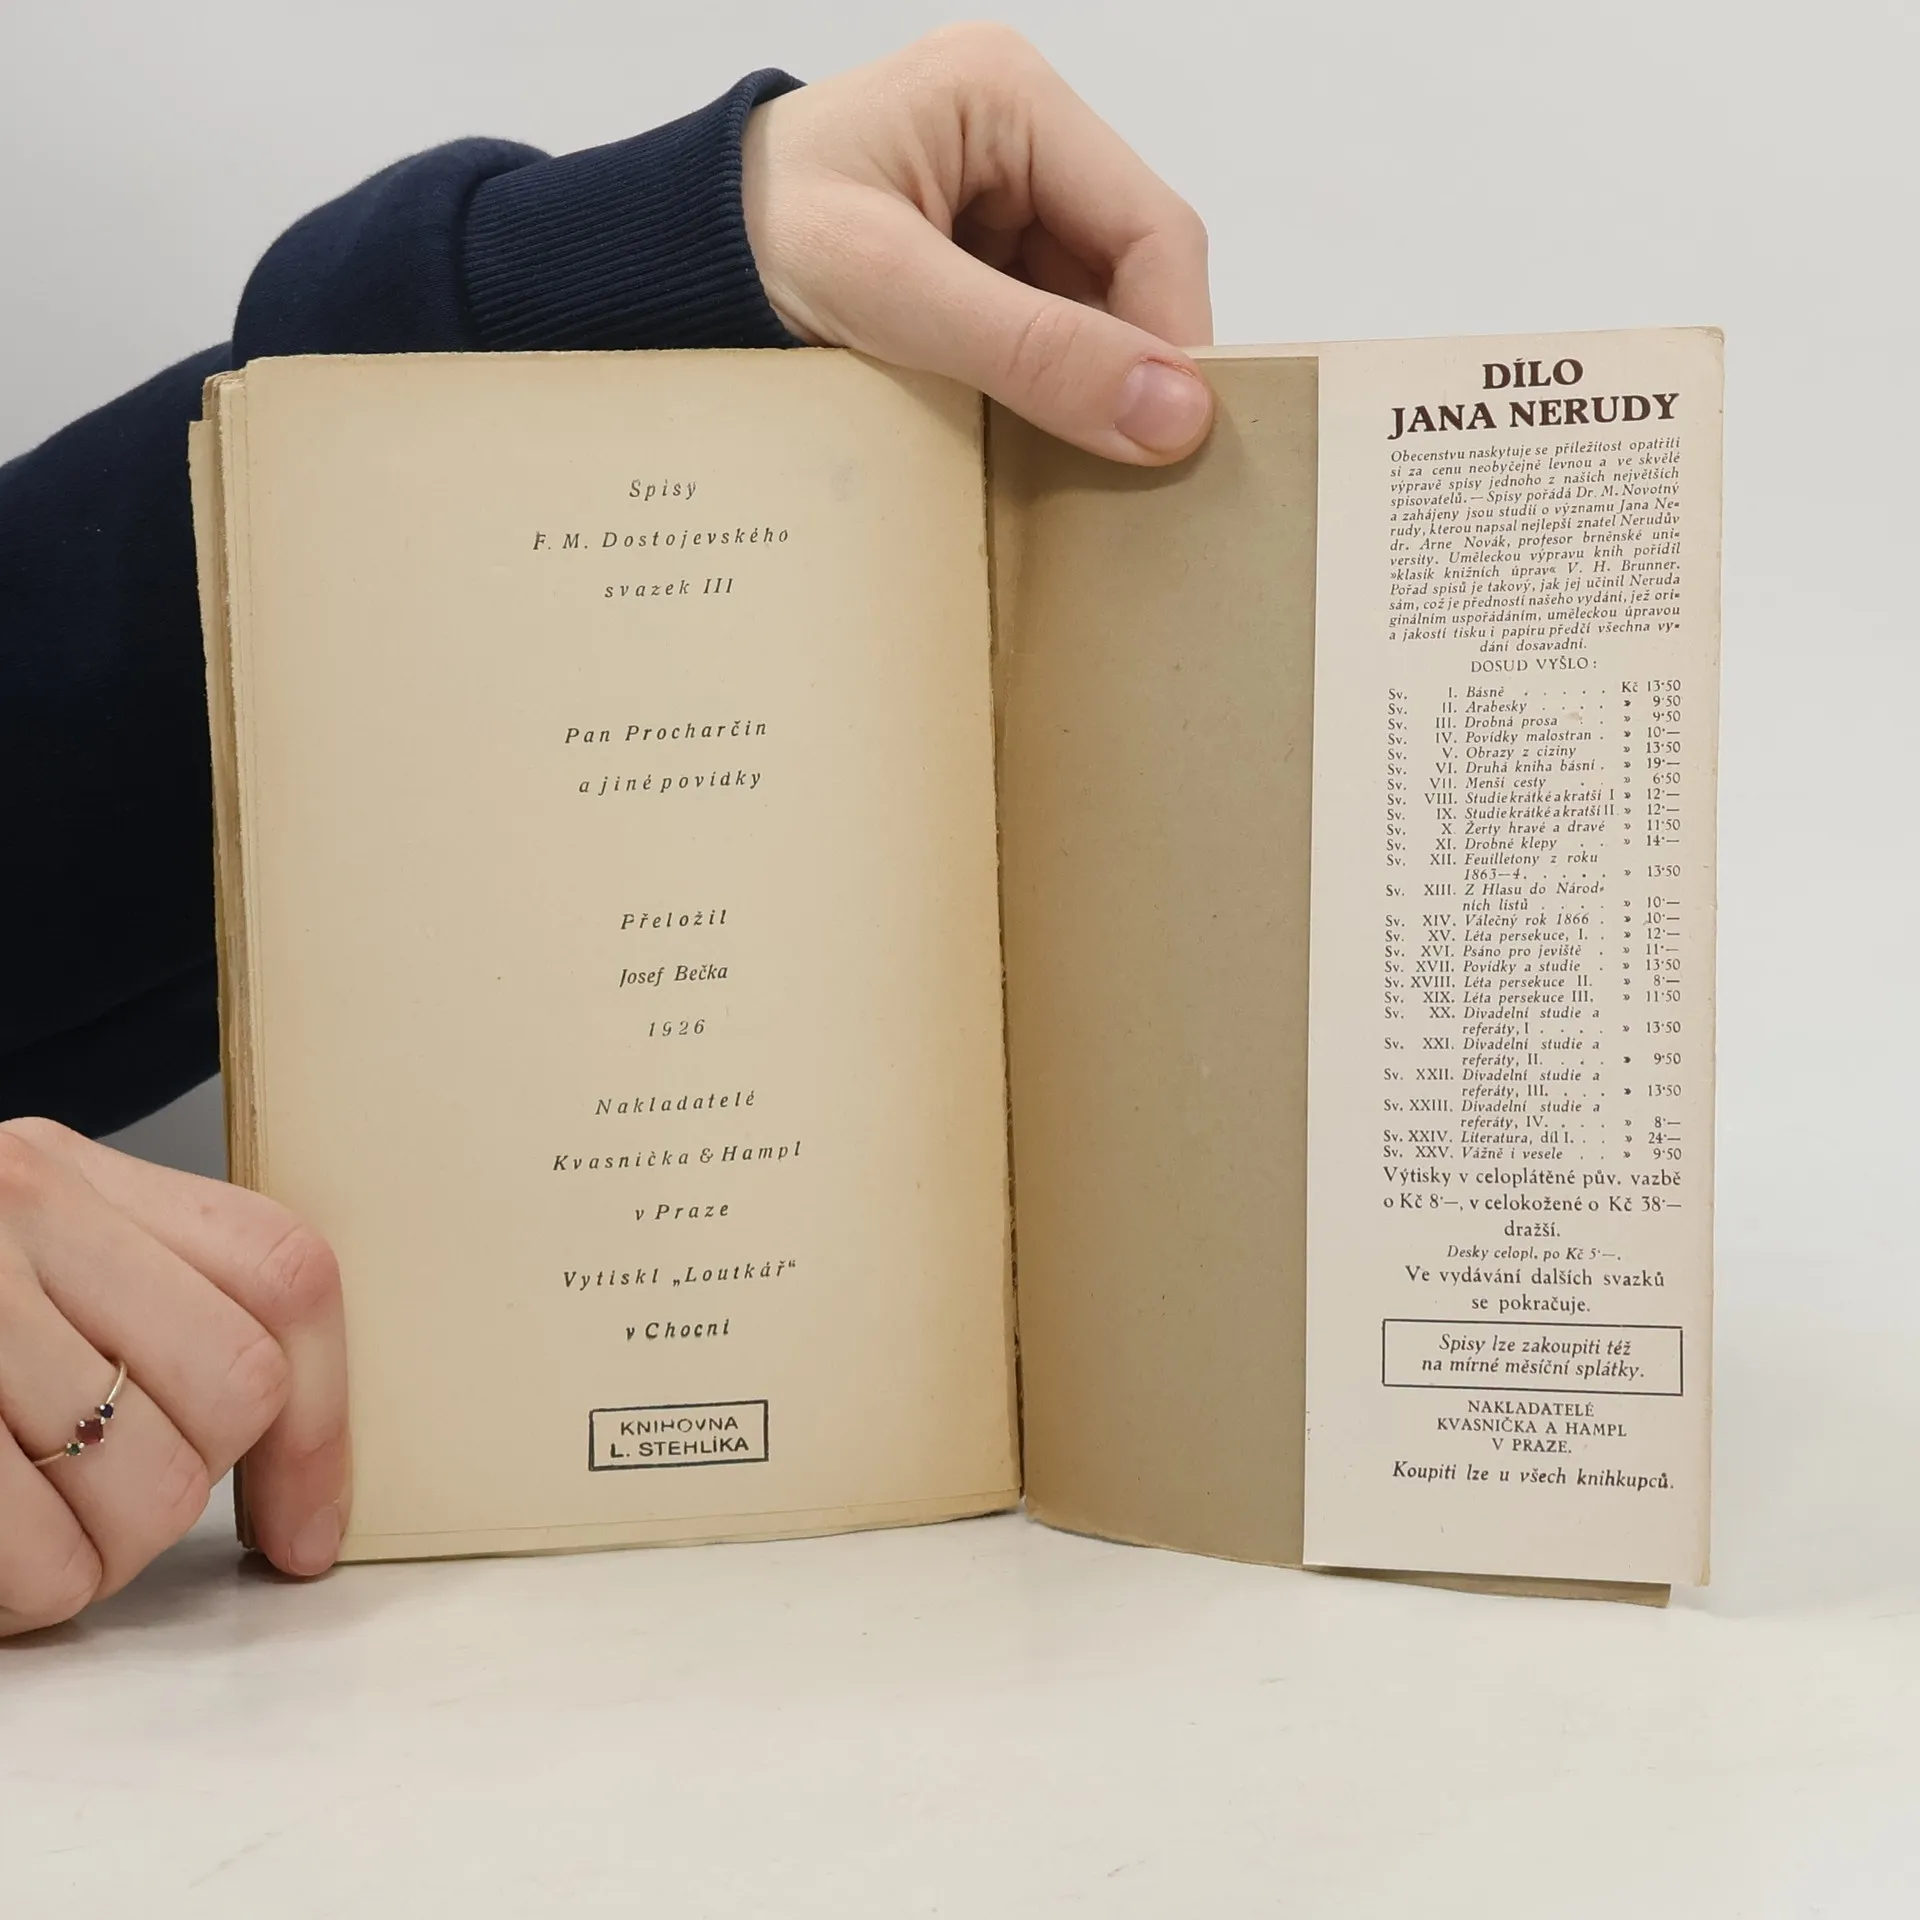 Spisy
F. M. Dostojevského
svazek III
Pan Procharčin
a jiné povídky
Přeložil
Josef Bečka
1926
Nakladatelé
Kvasnička & Hampl
v Praze
Vytiskl „Loutkář“
v Chocni
KNIHOVNA
L. STEHLÍKA
DÍLO
JANA NERUDY
Obecenstvu naskytuje se příležitost opatřiti
si za cenu neobyčejně levnou a ve skvělé
výpravě spisy jednoho z našich největších
spisovatelů. — Spisy pořádá Dr. M. Novotný
a zahájeny jsou studií o významu Jana Ne-
rudy, kterou napsal nejlepší znatel Nerudův
dr. Arne Novák, profesor brněnské uni-
versity. Uměleckou výpravu knih pořídil
»klasik knižních úprav« V. H. Brunner.
Pořad spisů je takový, jak jej učinil Neruda
sám, což je předností našeho vydání, jež ori-
ginálním uspořádáním, uměleckou úpravou
a jakostí tisku i papíru předčí všechna vy-
dání dosavadní.
DOSUD VYŠLO:
Sv. I. Básně . . . . . Kč 13·50
Sv. II. Arabesky . . . . » 9·50
Sv. III. Drobná prosa . . » 9·50
Sv. IV. Povídky malostran . » 10·—
Sv. V. Obrazy z ciziny » 13·50
Sv. VI. Druhá kniha básní . » 19·—
Sv. VII. Menší cesty . . » 6·50
Sv. VIII. Studie krátké a kratší I » 12·—
Sv. IX. Studie krátké a kratší II . » 12·—
Sv. X. Žerty hravé a dravé » 11·50
Sv. XI. Drobné klepy . . » 14·—
Sv. XII. Feuilletony z roku
1863—4. . . . . . » 13·50
Sv. XIII. Z Hlasu do Národ-
ních listů . . . . » 10·—
Sv. XIV. Válečný rok 1866 . » 10·—
Sv. XV. Léta persekuce, I. . » 12·—
Sv. XVI. Psáno pro jeviště . » 11·—
Sv. XVII. Povídky a studie . » 13·50
Sv. XVIII. Léta persekuce II. » 8·—
Sv. XIX. Léta persekuce III. » 11·50
Sv. XX. Divadelní studie a
referáty, I . . . . » 13·50
Sv. XXI. Divadelní studie a
referáty, II. . . . » 9·50
Sv. XXII. Divadelní studie a
referáty, III. . . . » 13·50
Sv. XXIII. Divadelní studie a
referáty, IV. . . . » 8·—
Sv. XXIV. Literatura, díl I. . . » 24·—
Sv. XXV. Vážně i vesele . . » 9·50
Výtisky v celoplátěné pův. vazbě
o Kč 8·—, v celokožené o Kč 38·—
dražší.
Desky celopl. po Kč 5·—.
Ve vydávání dalších svazků
se pokračuje.
Spisy lze zakoupiti též
na mírné měsíční splátky.
NAKLADATELÉ
KVASNIČKA A HAMPL
V PRAZE.
Koupiti lze u všech knihkupců.